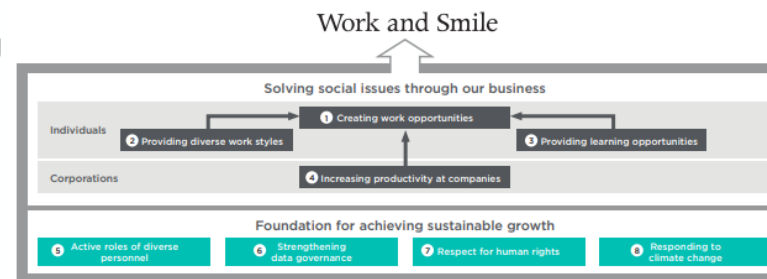 Work and Smile
Solving social issues through our business
Individuals
1 Creating work opportunities
2 Providing diverse work styles
3 Providing learning opportunities
Corporations
4 Increasing productivity at companies
Foundation for achieving sustainable growth
5 Active roles of diverse
personnel
6 Strengthening
data governance
7 Respect for human rights
8 Responding to
climate change